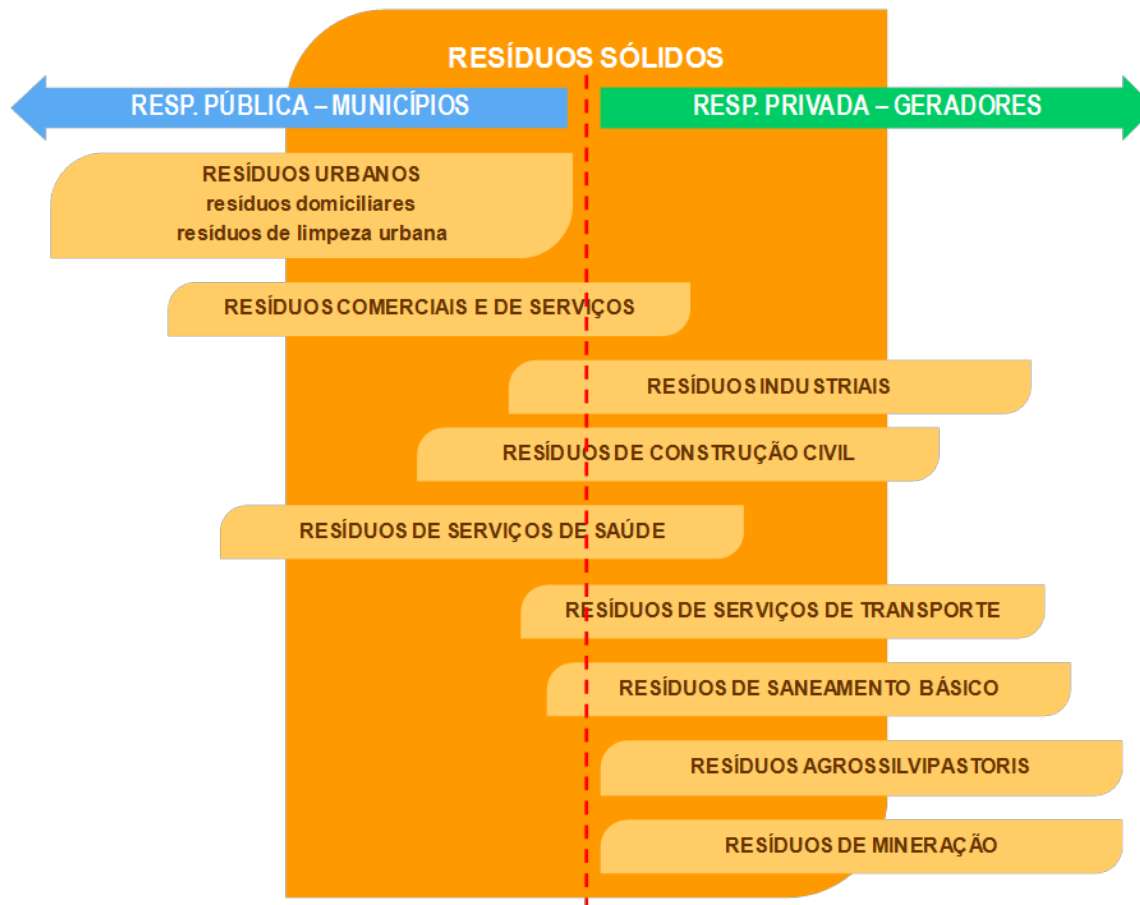 RESÍDUOS SÓLIDOS
RESP. PÚBLICA – MUNICÍPIOS
RESP. PRIVADA – GERADORES
RESÍDUOS URBANOS
resíduos domiciliares
resíduos de limpeza urbana
RESÍDUOS COMERCIAIS E DE SERVIÇOS
RESÍDUOS INDUSTRIAIS
RESÍDUOS DE CONSTRUÇÃO CIVIL
RESÍDUOS DE SERVIÇOS DE SAÚDE
RESÍDUOS DE SERVIÇOS DE TRANSPORTE
RESÍDUOS DE SANEAMENTO BÁSICO
RESÍDUOS AGROSSILVIPASTORIS
RESÍDUOS DE MINERAÇÃO